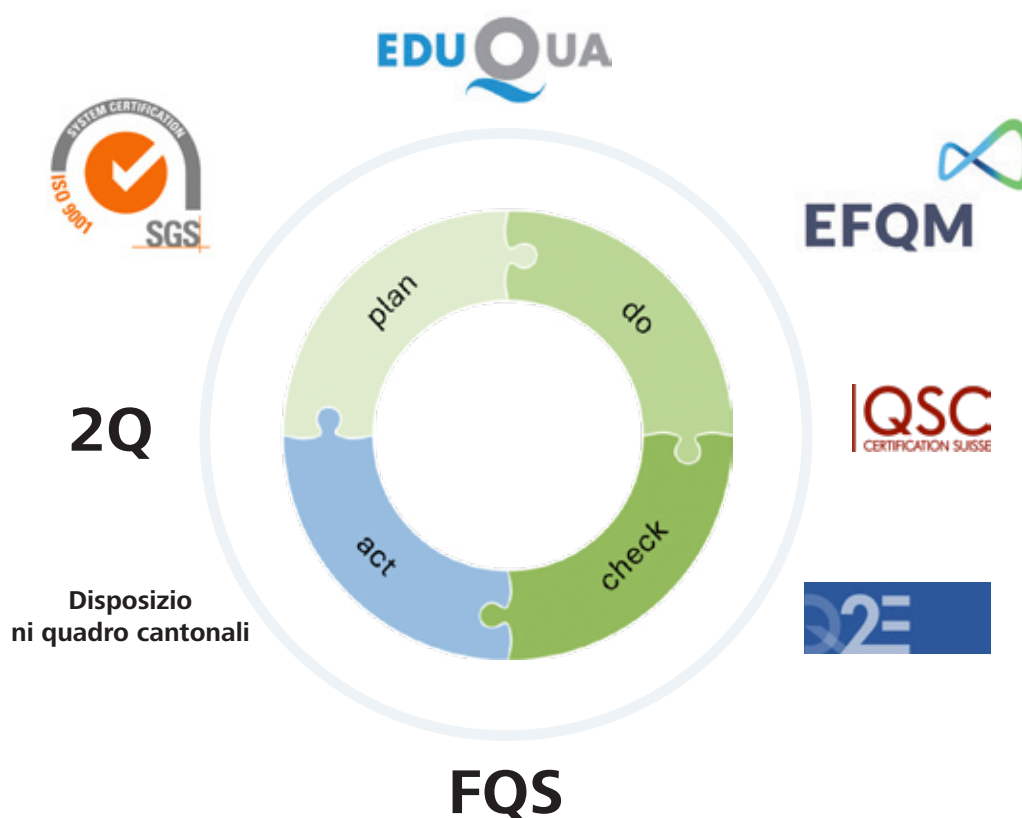 EDUQUA
SYSTEM CERTIFICATION
ISO 9001
SGS
EFQM
plan
do
2Q
QSC
CERTIFICATION SUISSE
act
check
Disposizio
ni quadro cantonali
Q2E
FQS